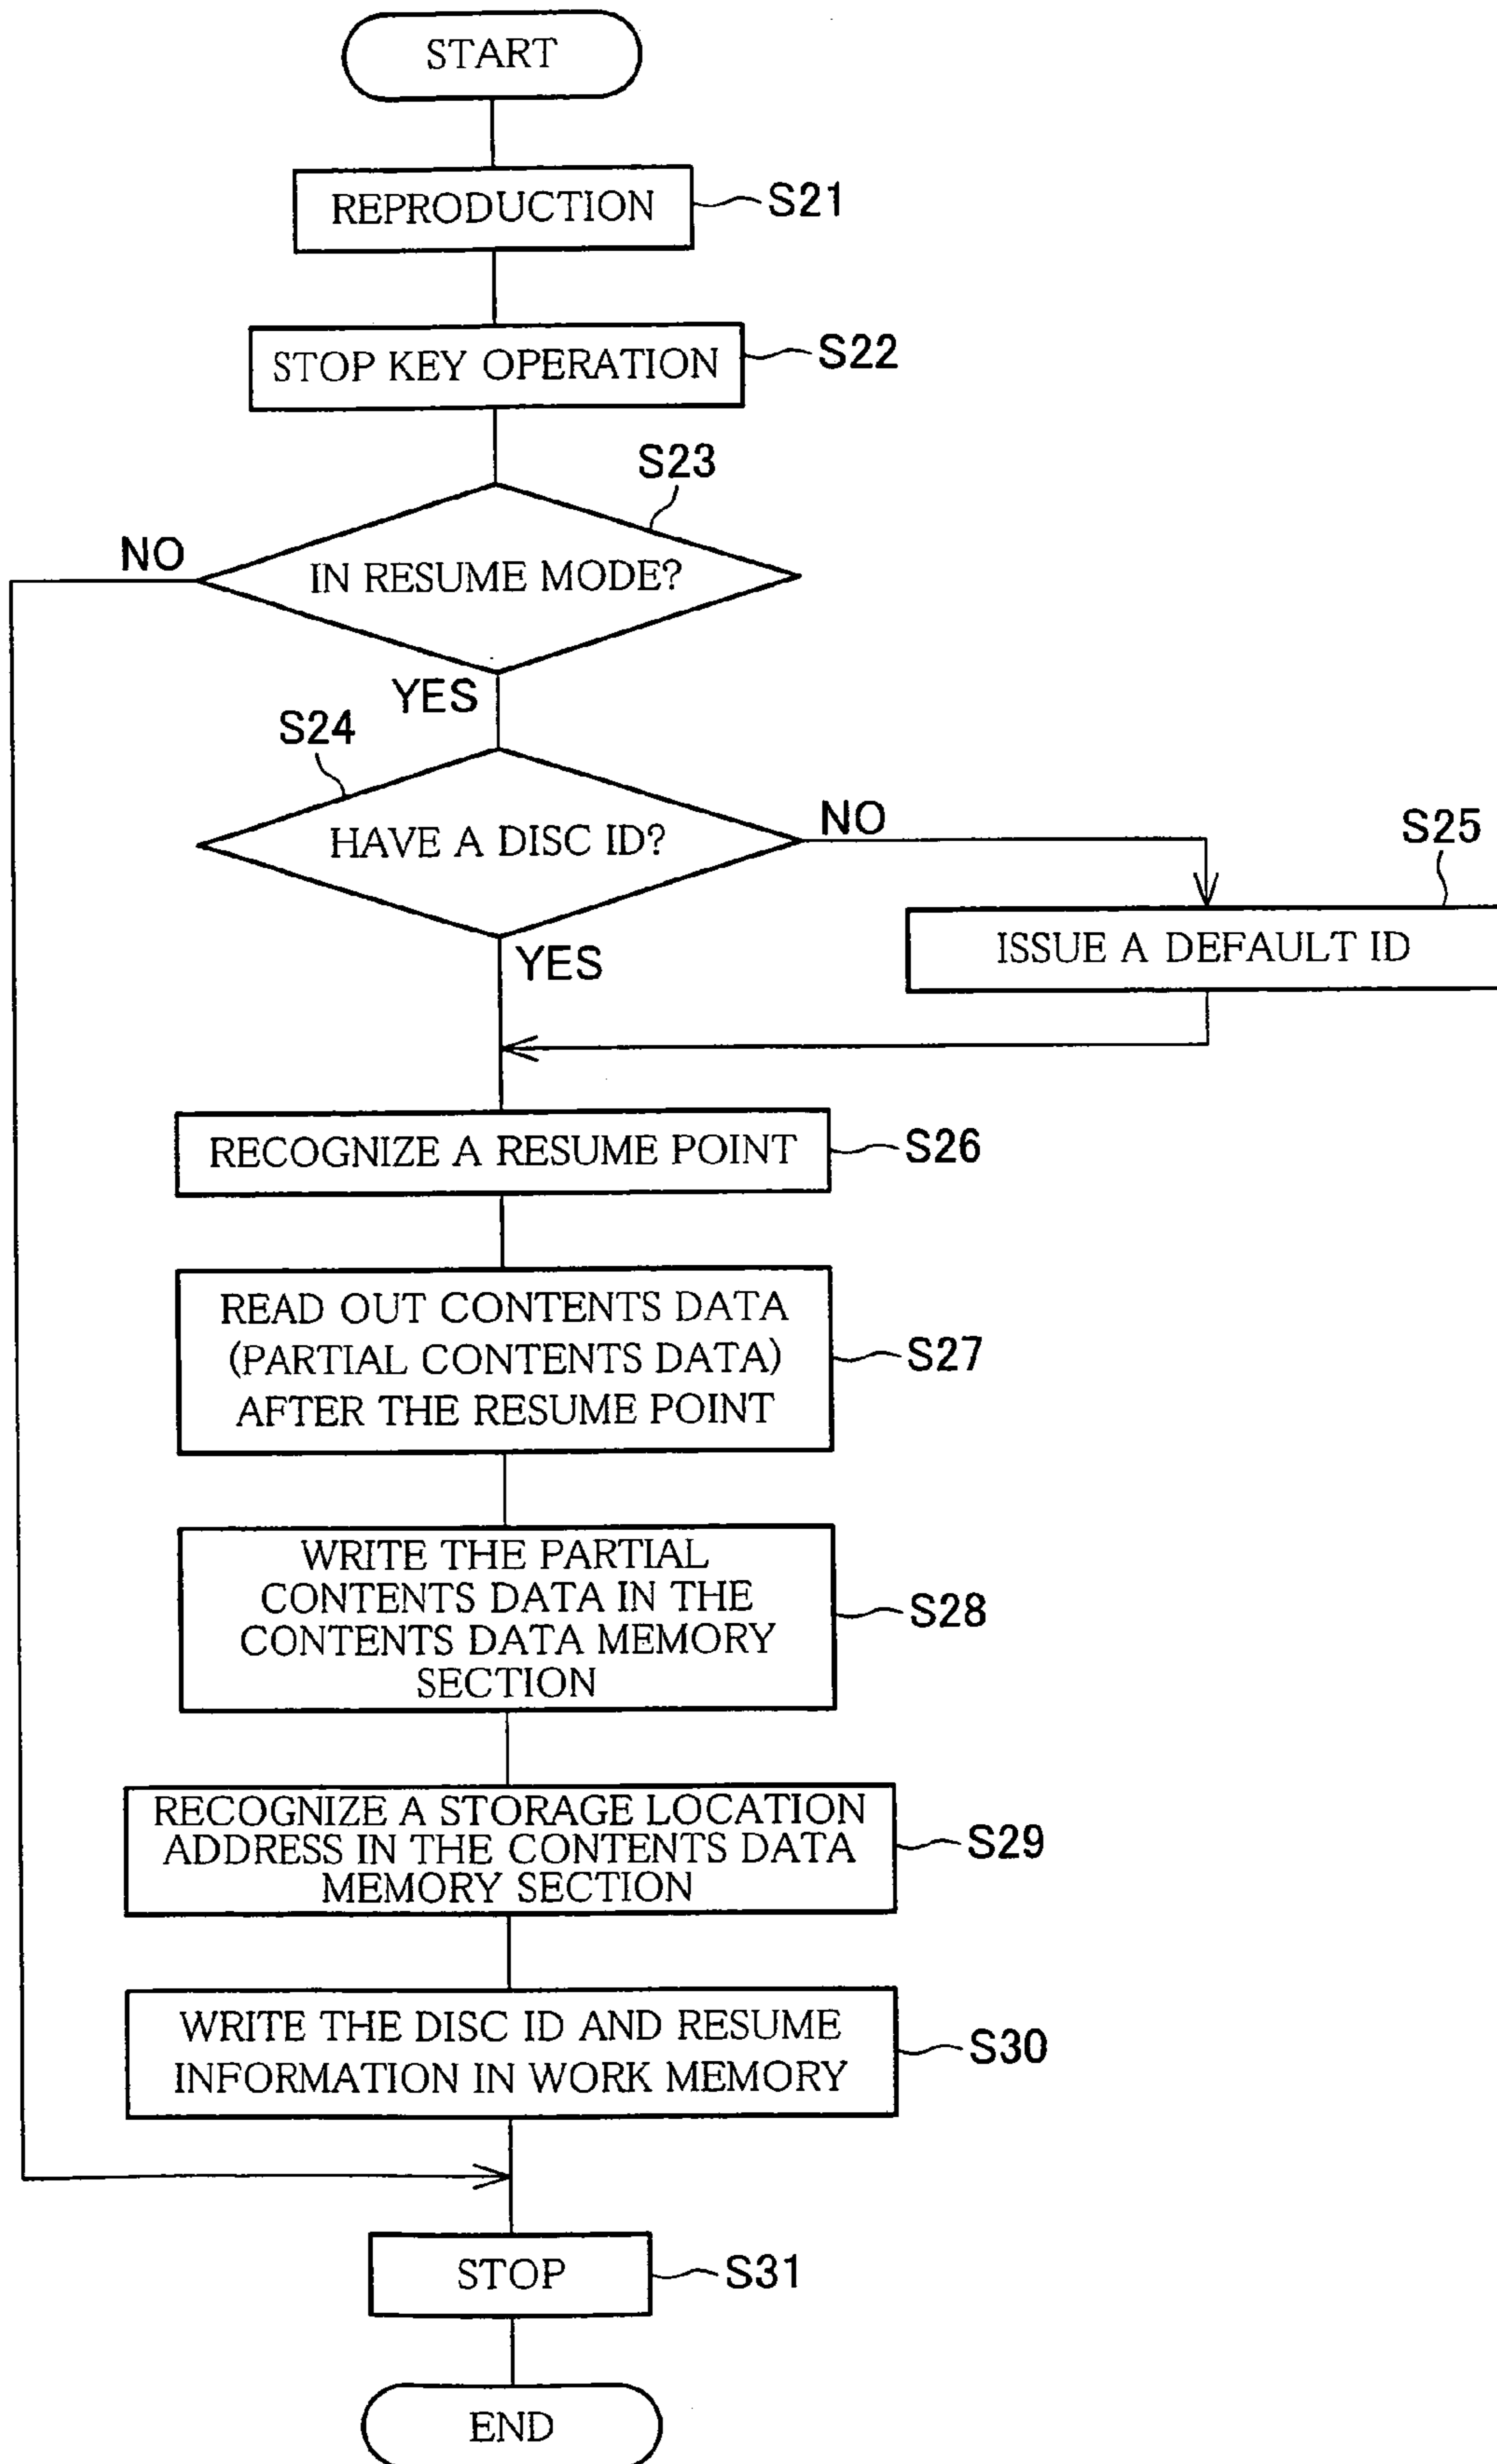 START
REPRODUCTION
S21
STOP KEY OPERATION
S22
S23
NO
IN RESUME MODE?
YES
S24
HAVE A DISC ID?
NO
S25
ISSUE A DEFAULT ID
YES
RECOGNIZE A RESUME POINT
S26
READ OUT CONTENTS DATA
(PARTIAL CONTENTS DATA)
AFTER THE RESUME POINT
S27
WRITE THE PARTIAL
CONTENTS DATA IN THE
CONTENTS DATA MEMORY
SECTION
S28
RECOGNIZE A STORAGE LOCATION
ADDRESS IN THE CONTENTS DATA
MEMORY SECTION
S29
WRITE THE DISC ID AND RESUME
INFORMATION IN WORK MEMORY
S30
STOP
S31
END